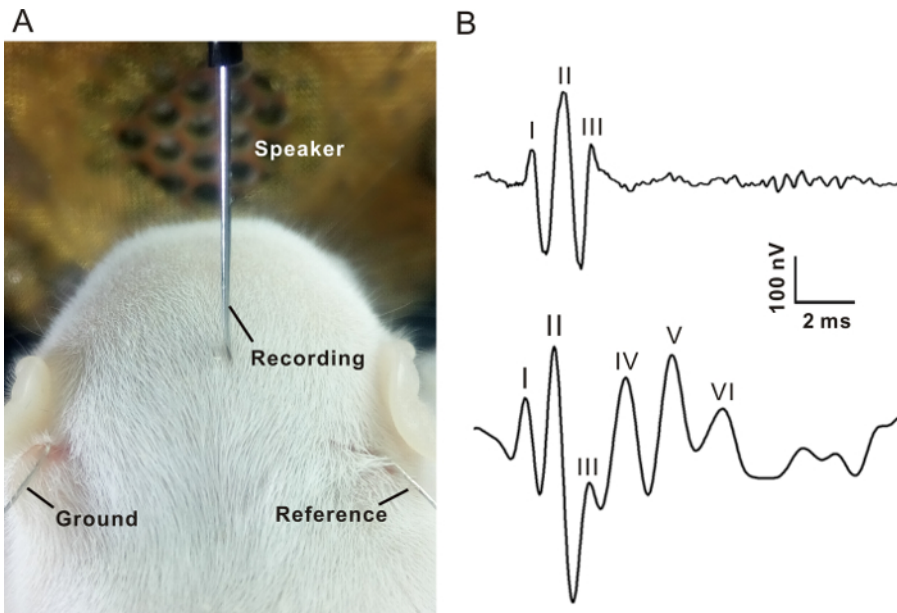 A
Speaker
Recording
Ground
Reference
B
I
II
III
100 nV
2 ms
I
II
III
IV
V
VI